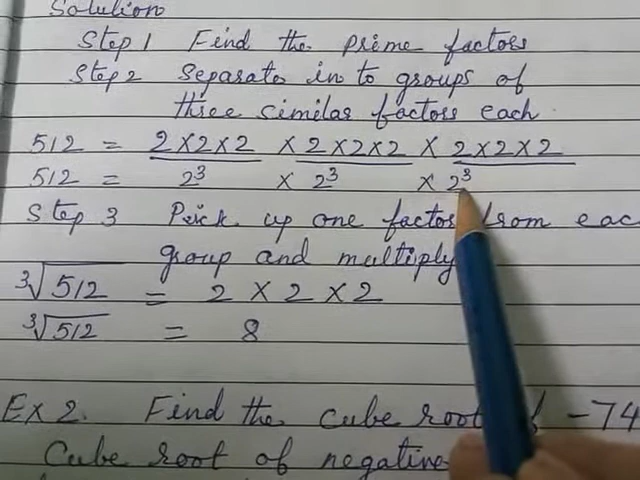 Solution
Step 1 Find the prime factors
Step 2 Separate in to groups of
three similar factors each.
512 = 2×2×2 × 2×2×2 × 2×2×2
512 = 2³ × 2³ × 2³
Step 3 Pick up one factor from eac
group and multiply
∛512 = 2 × 2 × 2
∛512 = 8
Ex 2. Find the cube root of -74
Cube root of negative